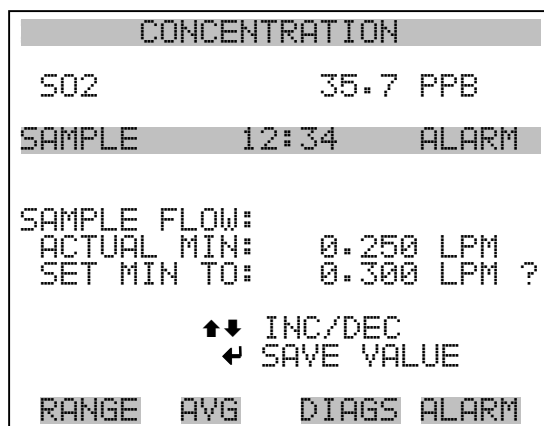 CONCENTRATION
SO2 35.7 PPB
SAMPLE 12:34 ALARM
SAMPLE FLOW:
ACTUAL MIN: 0.250 LPM
SET MIN TO: 0.300 LPM ?
INC/DEC
SAVE VALUE
RANGE AVG DIAGS ALARM